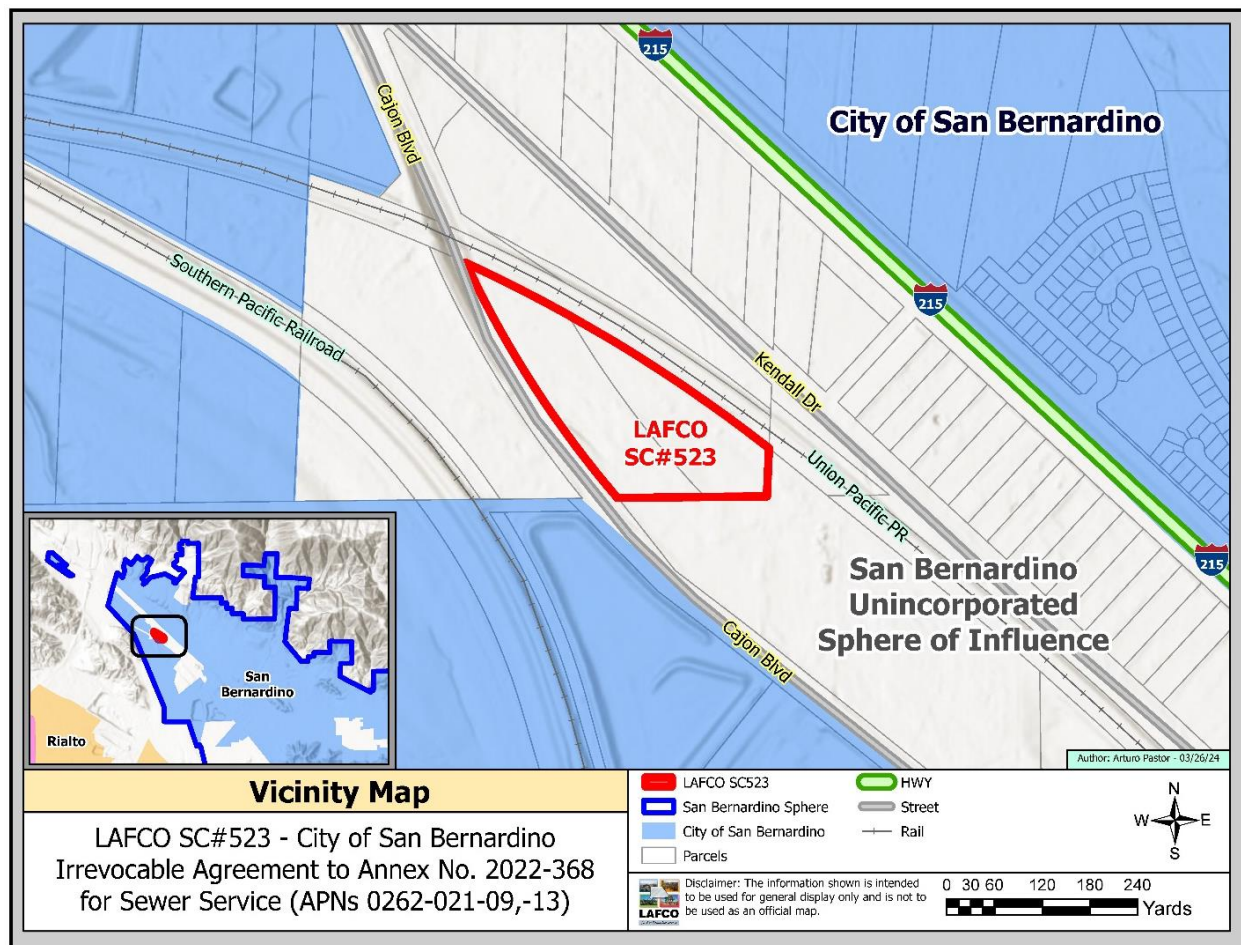 215
City of San Bernardino
Cajon Blvd
Southern Pacific Railroad
215
Kendall Dr
LAFCO
SC#523
Union Pacific PR
215
San Bernardino
Unincorporated
Sphere of Influence
Cajon Blvd
San
Bernardino
Rialto
Author: Arturo Pastor - 03/26/24
Vicinity Map
LAFCO SC#523 - City of San Bernardino
Irrevocable Agreement to Annex No. 2022-368
for Sewer Service (APNs 0262-021-09,-13)
LAFCO SC523
San Bernardino Sphere
City of San Bernardino
Parcels
HWY
Street
Rail
N
W E
S
LAFCO
Disclaimer: The information shown is intended
to be used for general display only and is not to
be used as an official map.
0 30 60 120 180 240
Yards